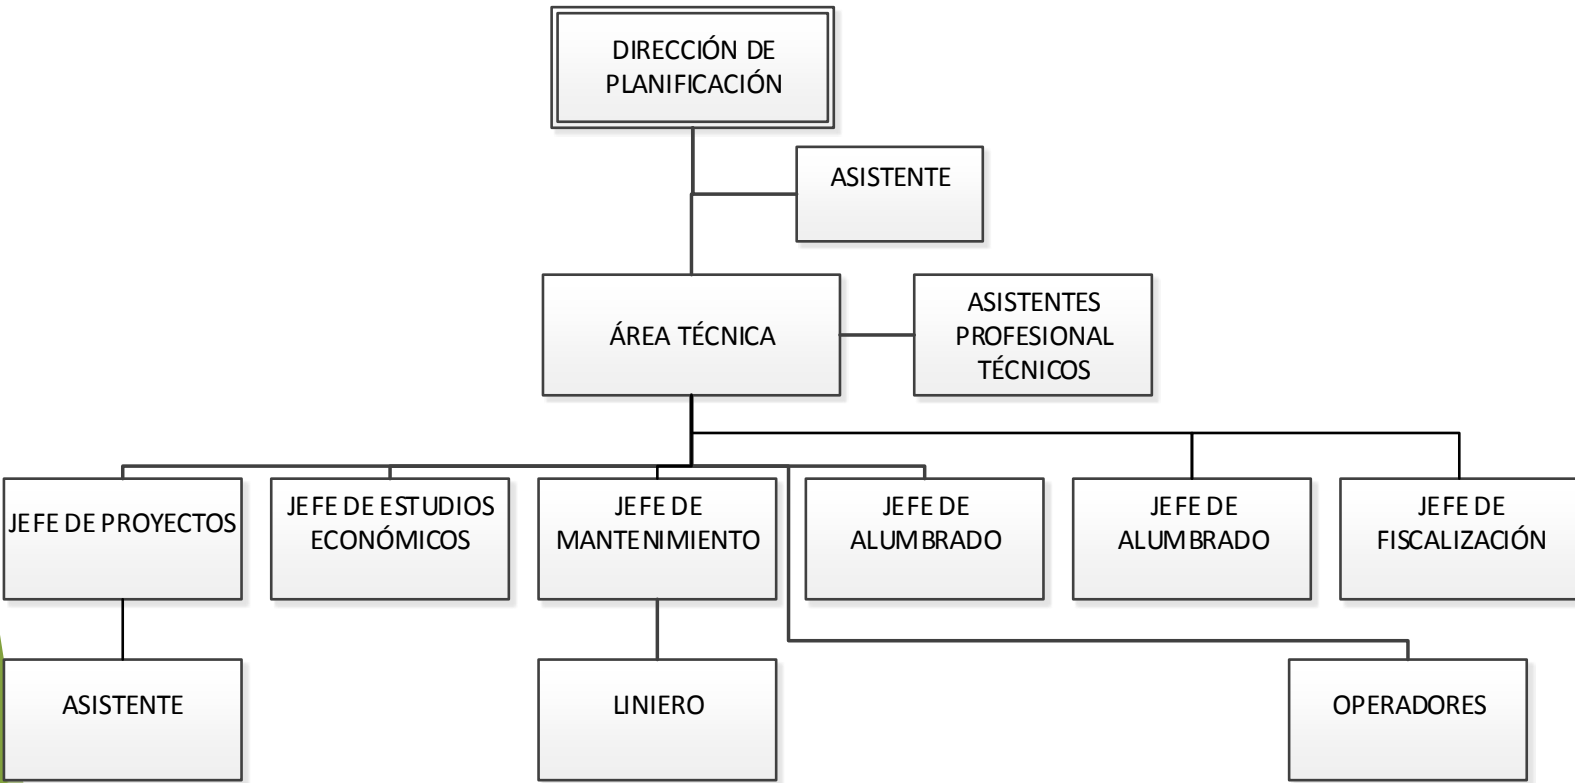 DIRECCIÓN DE
PLANIFICACIÓN
ASISTENTE
ÁREA TÉCNICA
ASISTENTES
PROFESIONAL
TÉCNICOS
JEFE DE PROYECTOS
JEFE DE ESTUDIOS
ECONÓMICOS
JEFE DE
MANTENIMIENTO
JEFE DE
ALUMBRADO
JEFE DE
ALUMBRADO
JEFE DE
FISCALIZACIÓN
ASISTENTE
LINIERO
OPERADORES